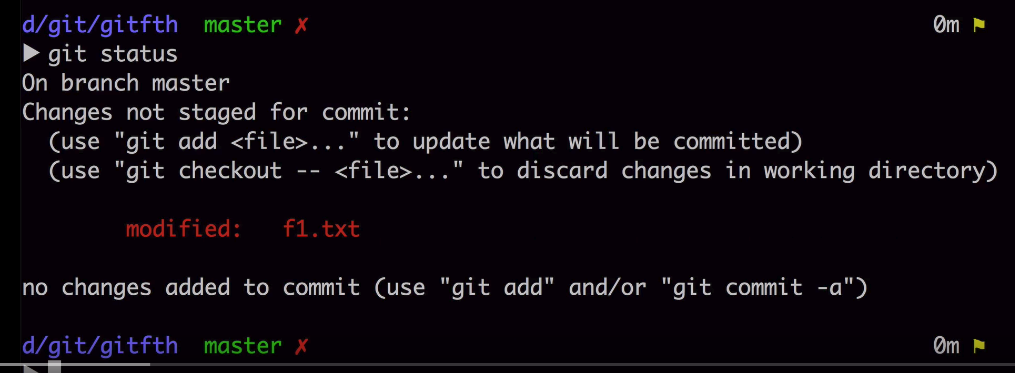 d/git/gitfth master ✗ 0m ⚑
▶ git status
On branch master
Changes not staged for commit:
  (use "git add <file>..." to update what will be committed)
  (use "git checkout -- <file>..." to discard changes in working directory)
        modified:   f1.txt
no changes added to commit (use "git add" and/or "git commit -a")
d/git/gitfth master ✗ 0m ⚑
▶